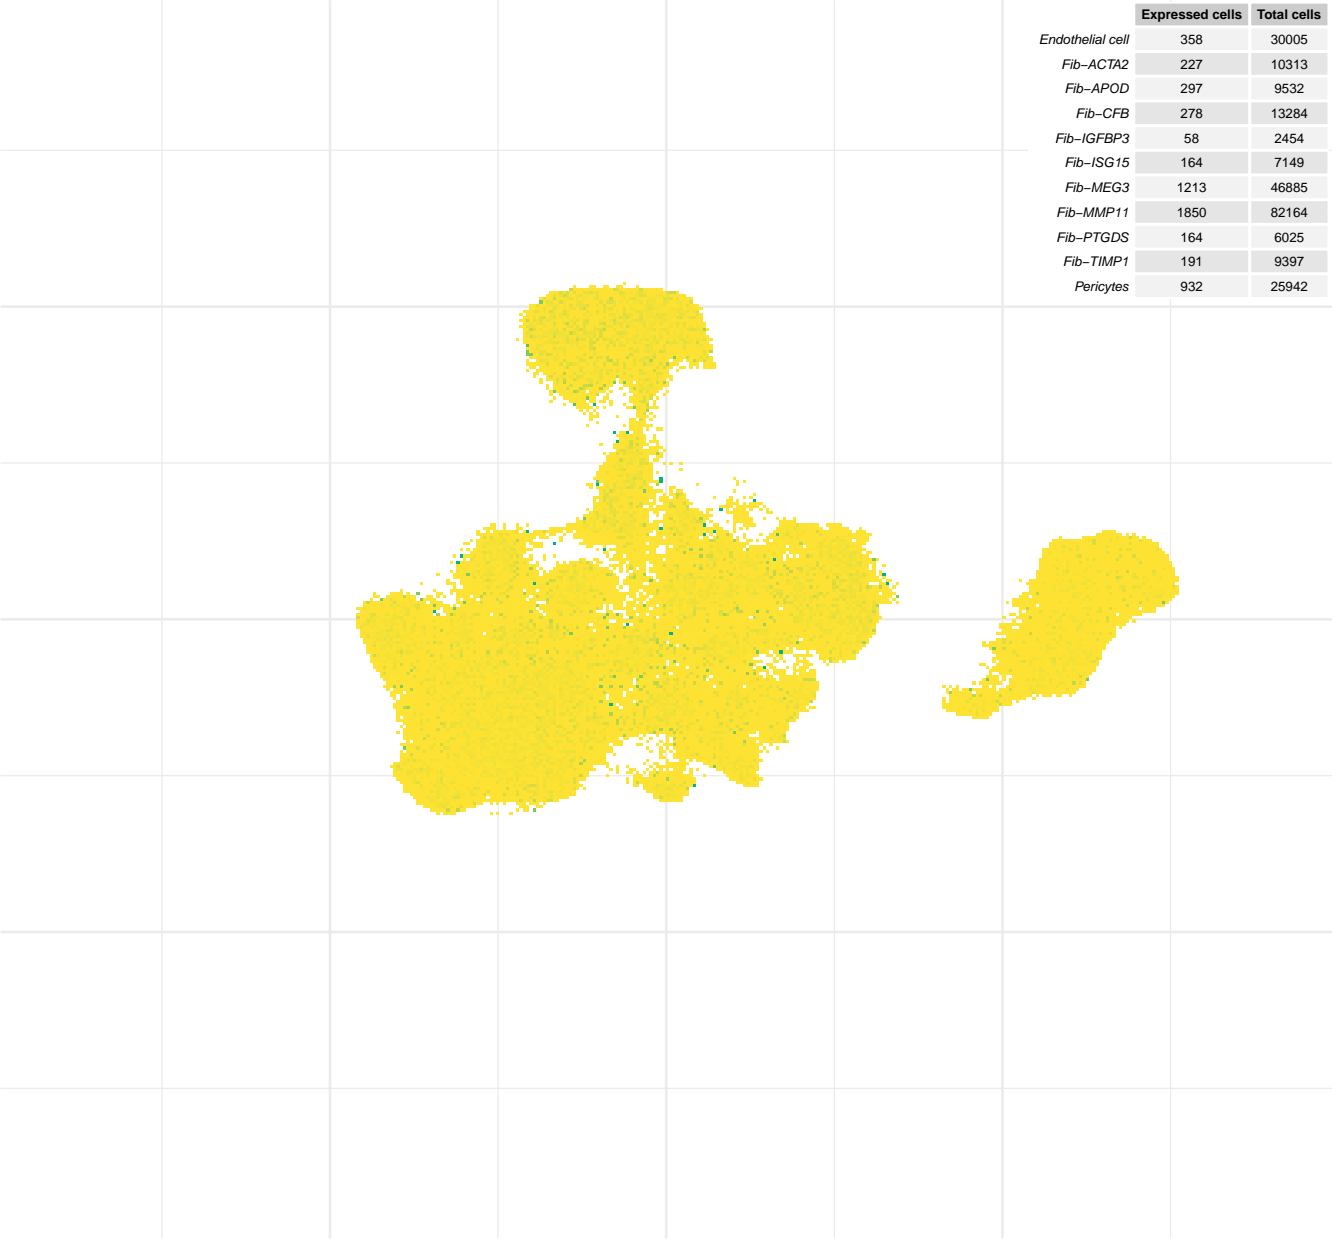 Expressed cells Total cells
Endothelial cell 358 30005
Fib−ACTA2 227 10313
Fib−APOD 297 9532
Fib−CFB 278 13284
Fib−IGFBP3 58 2454
Fib−ISG15 164 7149
Fib−MEG3 1213 46885
Fib−MMP11 1850 82164
Fib−PTGDS 164 6025
Fib−TIMP1 191 9397
Pericytes 932 25942